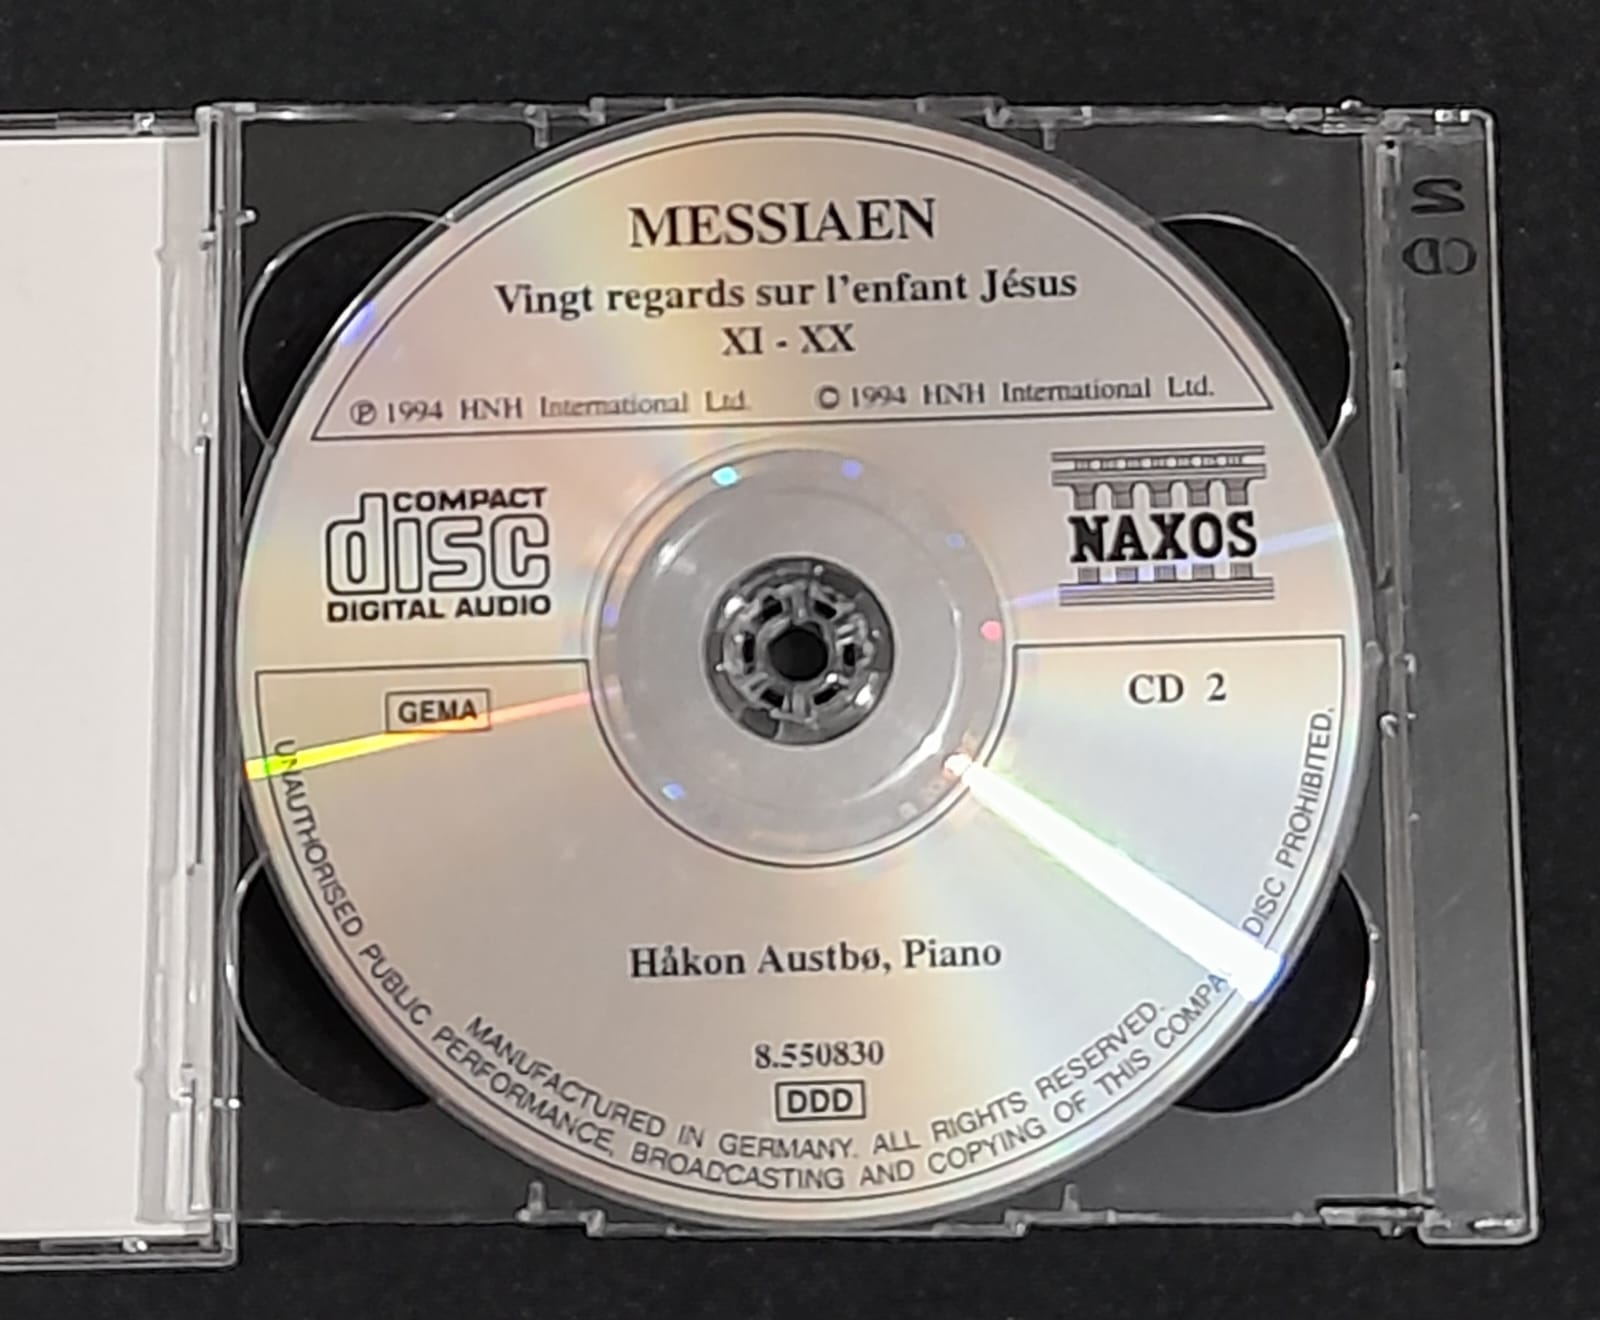 MESSIAEN
Vingt regards sur l'enfant Jésus
XI - XX
℗ 1994 HNH International Ltd. © 1994 HNH International Ltd.
COMPACT
disc
DIGITAL AUDIO
NAXOS
GEMA
CD 2
Håkon Austbø, Piano
8.550830
DDD
MANUFACTURED IN GERMANY. ALL RIGHTS RESERVED.
UNAUTHORISED PUBLIC PERFORMANCE, BROADCASTING AND COPYING OF THIS COMPA DISC PROHIBITED.
2
CD